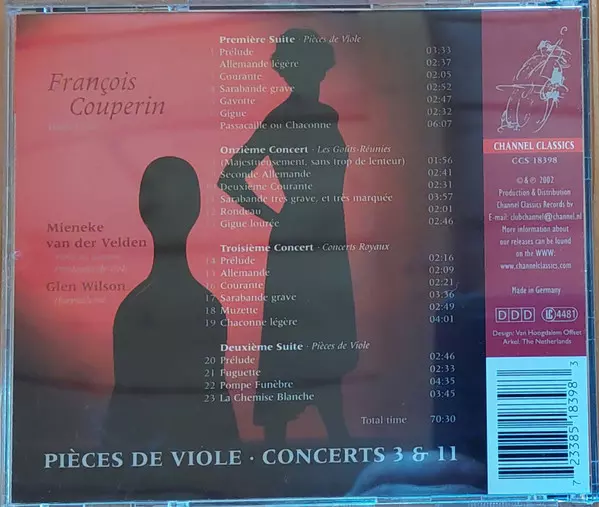 François
Couperin
Mieneke
van der Velden
Glen Wilson
Première Suite · Pièces de Viole
1 Prélude 03:33
Allemande légère 02:37
Courante 02:05
4 Sarabande grave 02:52
Gavotte 02:47
Gigue 02:32
Passacaille ou Chaconne 06:07
Onzième Concert · Les Goûts-Réunies
(Majestueusement, sans trop de lenteur) 01:56
Seconde Allemande 02:41
Deuxième Courante 02:31
Sarabande très grave, et très marquée 03:57
Rondeau 02:01
Gigue lourée 02:46
Troisième Concert · Concerts Royaux
14 Prélude 02:16
15 Allemande 02:09
16 Courante 02:21
17 Sarabande grave 03:36
18 Muzette 02:49
19 Chaconne légère 04:01
Deuxième Suite · Pièces de Viole
20 Prélude 02:46
21 Fuguette 02:33
22 Pompe Funèbre 04:35
23 La Chemise Blanche 03:45
Total time 70:30
PIÈCES DE VIOLE · CONCERTS 3 & 11
CHANNEL CLASSICS
CCS 18398
© & ℗ 2002
Production & Distribution
Channel Classics Records bv
E-mail: clubchannel@channel.nl
More information about
our releases can be found
on the WWW:
www.channelclassics.com
Made in Germany
DDD
LC 4481
Design: Van Hoogdalem Offset
Arkel, The Netherlands
7 23385 18398 3